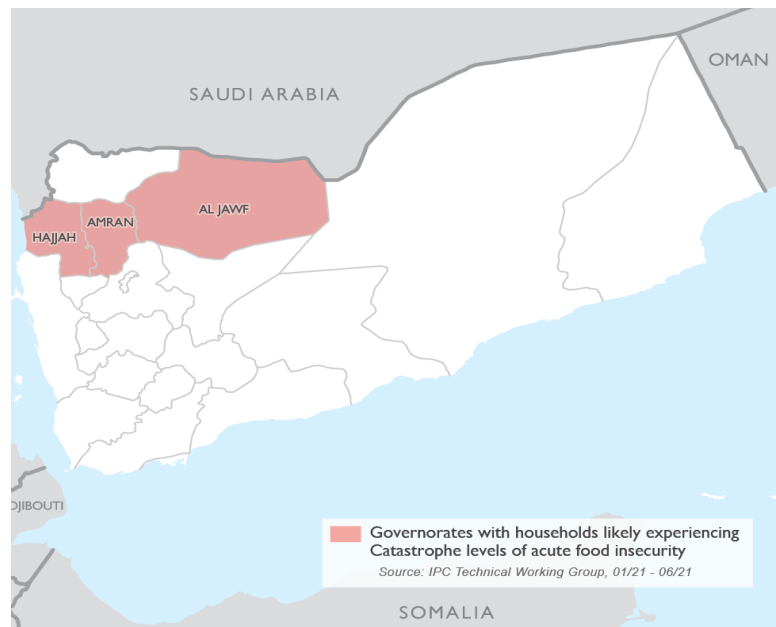 SAUDI ARABIA
OMAN
HAJJAH
AMRAN
AL JAWF
DJIBOUTI
Governorates with households likely experiencing
Catastrophe levels of acute food insecurity
Source: IPC Technical Working Group, 01/21 - 06/21
SOMALIA